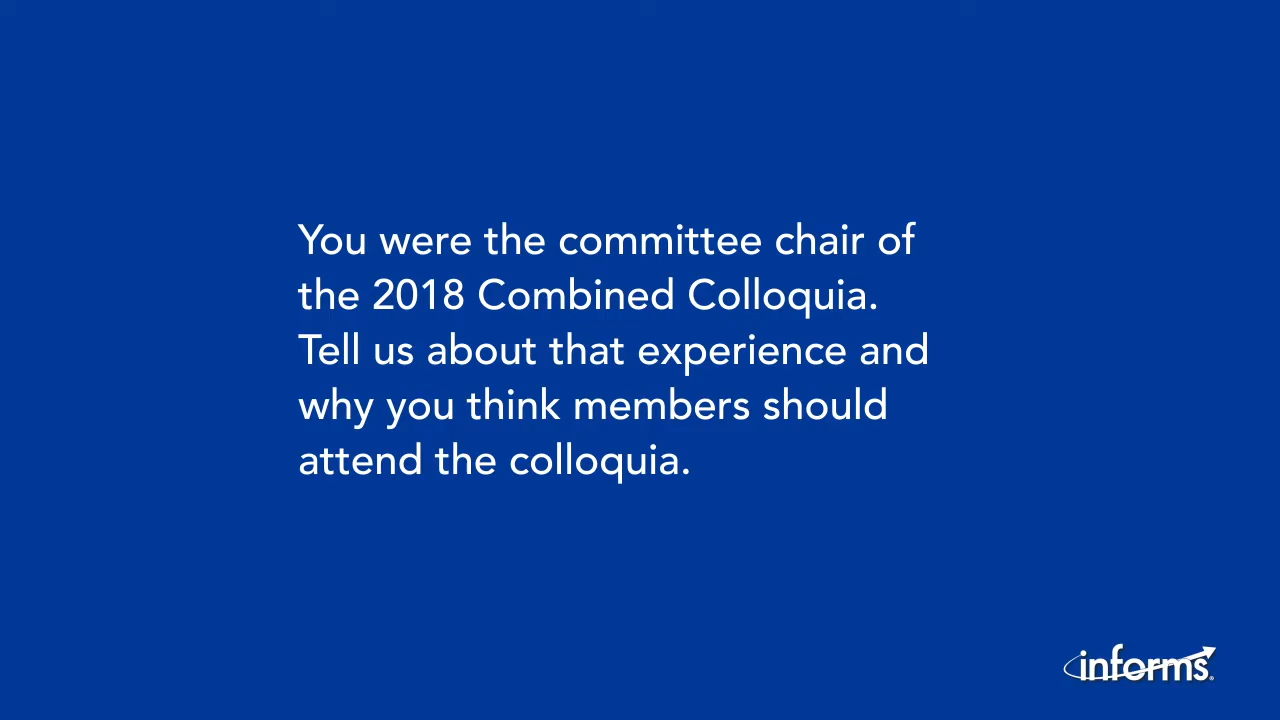 You were the committee chair of
the 2018 Combined Colloquia.
Tell us about that experience and
why you think members should
attend the colloquia.
informs®